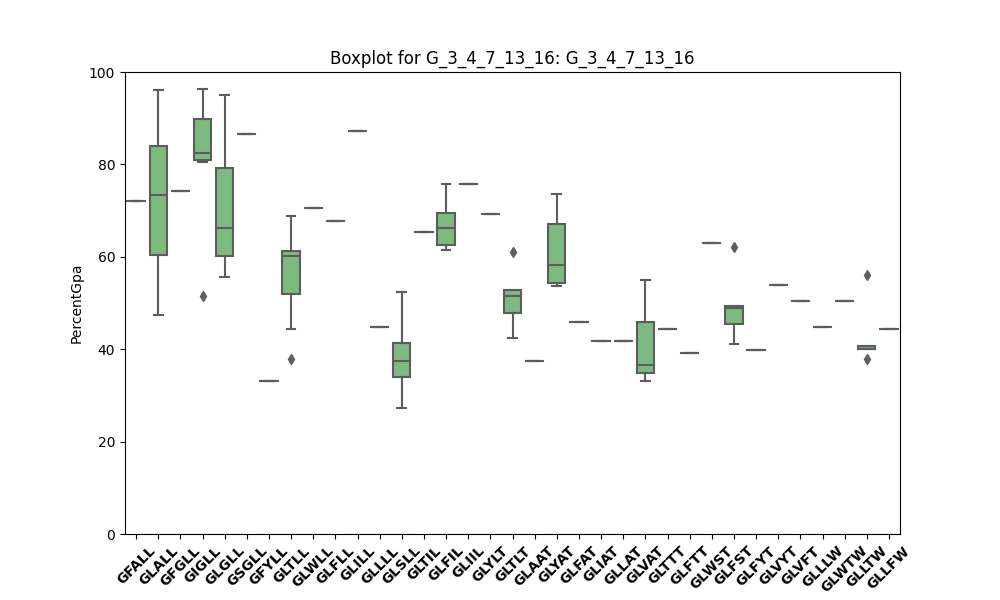 Boxplot for G_3_4_7_13_16: G_3_4_7_13_16
PercentGpa
100
80
60
40
20
0
GFALL
GLALL
GFGLL
GIGLL
GLGLL
GSGLL
GFYLL
GLTLL
GLWLL
GLFLL
GLILL
GLLLL
GLSLL
GLTIL
GLFIL
GLIIL
GLYLT
GLTLT
GLAAT
GLYAT
GLFAT
GLIAT
GLLAT
GLVAT
GLTTT
GLFTT
GLWST
GLFST
GLFYT
GLVYT
GLVFT
GLLLW
GLWTW
GLLTW
GLLFW